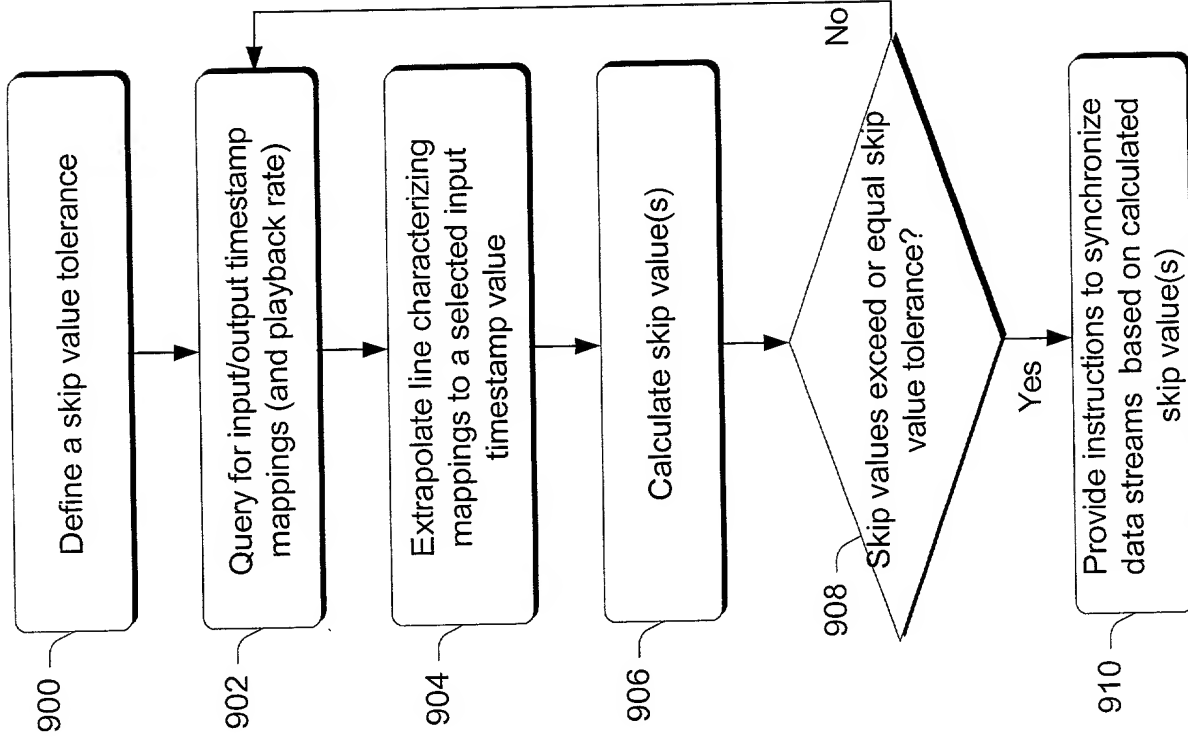 900
Define a skip value tolerance
902
Query for input/output timestamp
mappings (and playback rate)
904
Extrapolate line characterizing
mappings to a selected input
timestamp value
906
Calculate skip value(s)
908
Skip values exceed or equal skip
value tolerance?
No
Yes
910
Provide instructions to synchronize
data streams based on calculated
skip value(s)